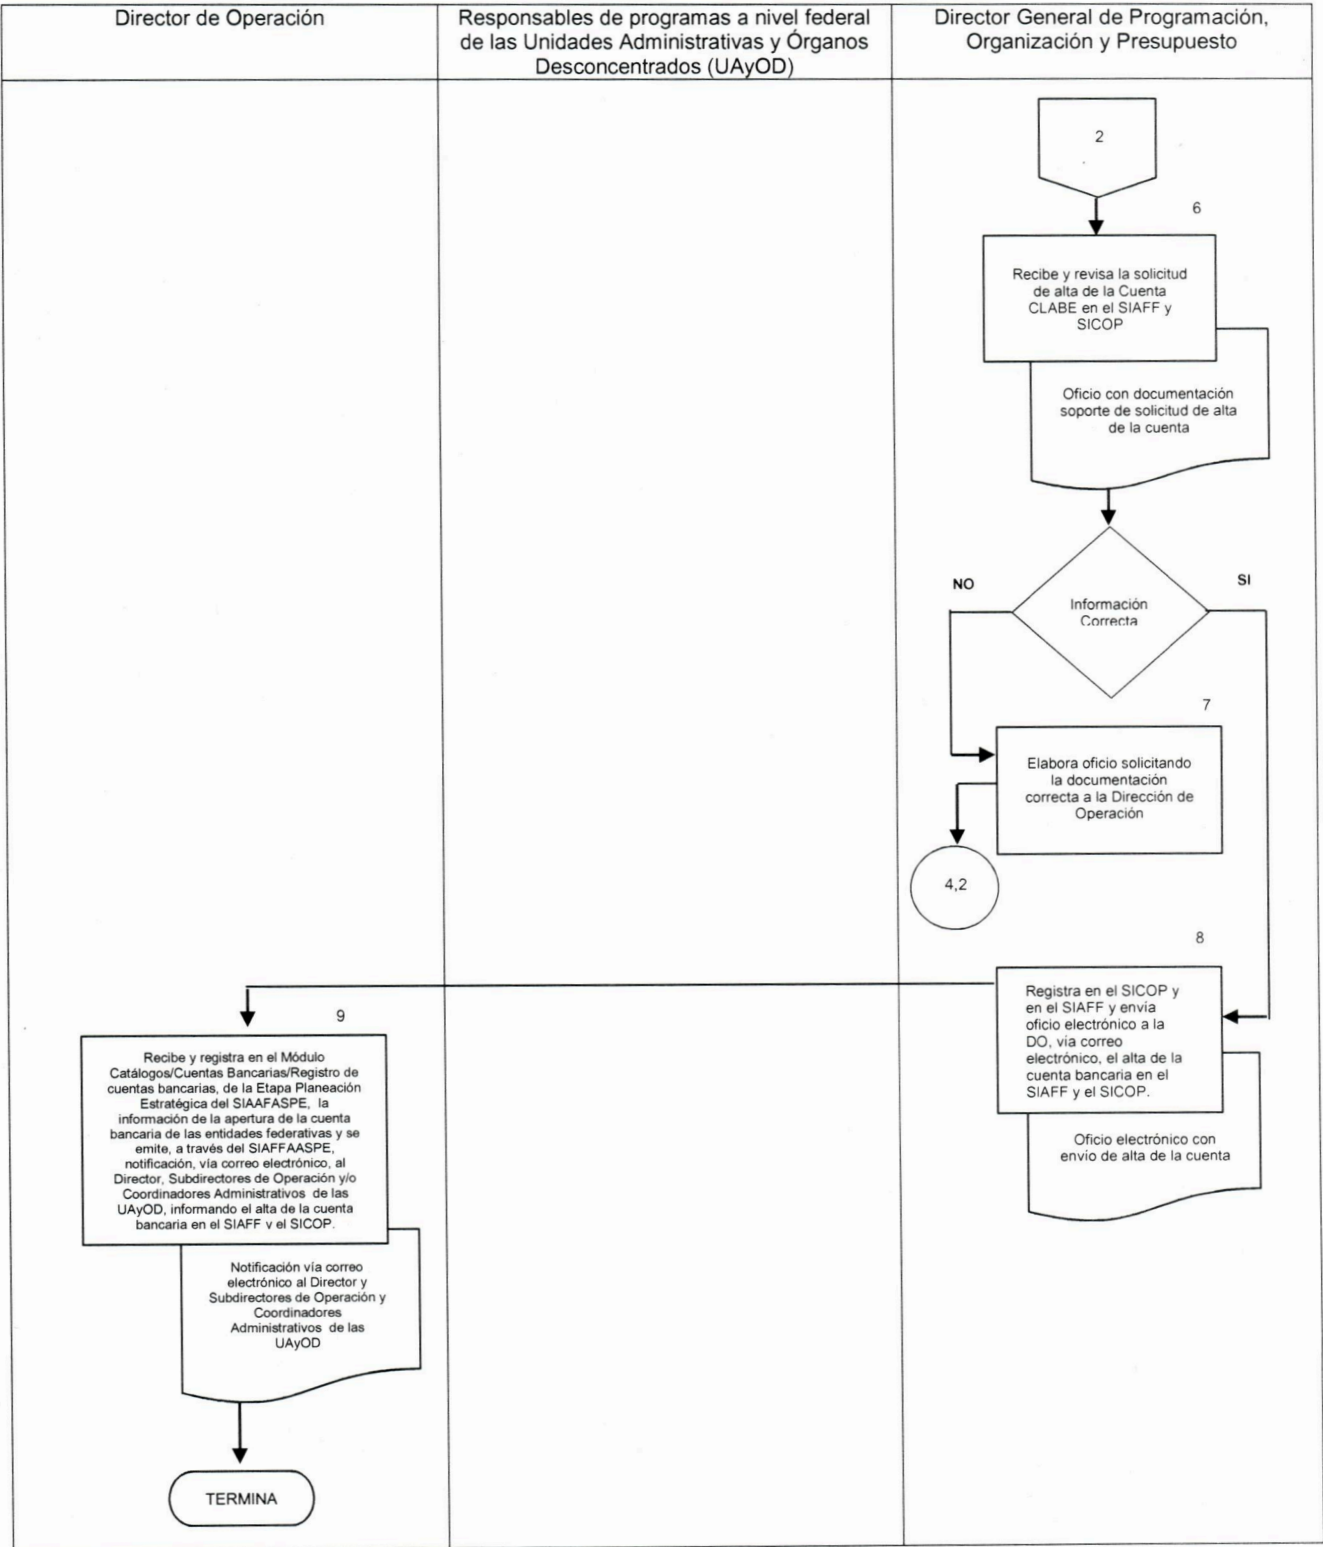 Director de Operación
Responsables de programas a nivel federal
de las Unidades Administrativas y Órganos
Desconcentrados (UAyOD)
Director General de Programación,
Organización y Presupuesto
2
6
Recibe y revisa la solicitud
de alta de la Cuenta
CLABE en el SIAFF y
SICOP
Oficio con documentación
soporte de solicitud de alta
de la cuenta
NO
SI
Información
Correcta
7
Elabora oficio solicitando
la documentación
correcta a la Dirección de
Operación
4,2
8
Registra en el SICOP y
en el SIAFF y envía
oficio electrónico a la
DO, vía correo
electrónico, el alta de la
cuenta bancaria en el
SIAFF y el SICOP.
Oficio electrónico con
envío de alta de la cuenta
9
Recibe y registra en el Módulo
Catálogos/Cuentas Bancarias/Registro de
cuentas bancarias, de la Etapa Planeación
Estratégica del SIAAFASPE, la
información de la apertura de la cuenta
bancaria de las entidades federativas y se
emite, a través del SIAFFAASPE,
notificación, vía correo electrónico, al
Director, Subdirectores de Operación y/o
Coordinadores Administrativos de las
UAyOD, informando el alta de la cuenta
bancaria en el SIAFF y el SICOP.
Notificación vía correo
electrónico al Director y
Subdirectores de Operación y
Coordinadores
Administrativos de las
UAyOD
TERMINA